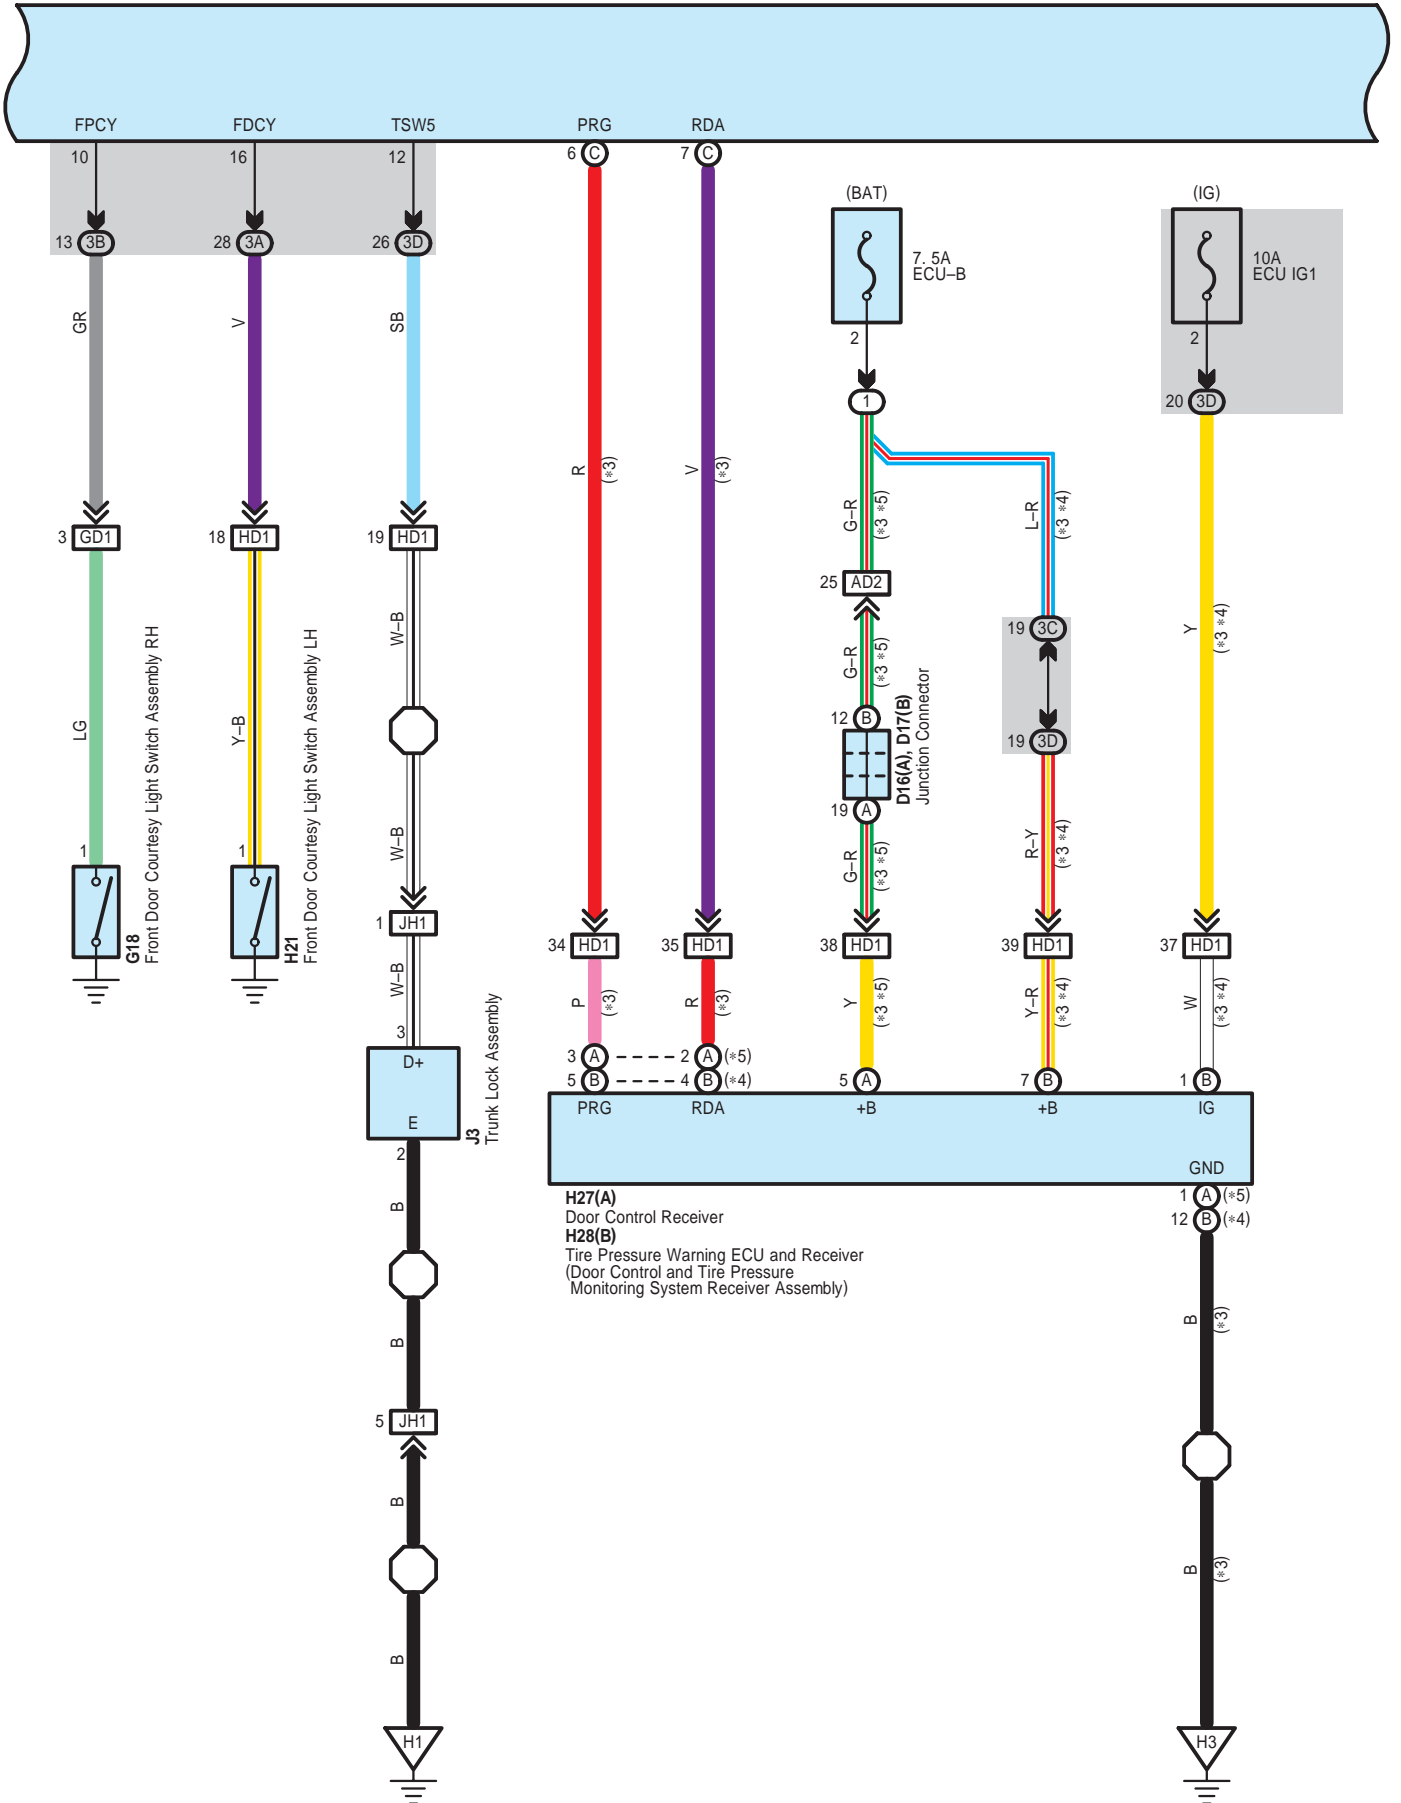 FPCY FDCY TSW5 PRG RDA
10 16 12 6 C 7 C
(BAT) (IG)
13 3B 28 3A 26 3D
7. 5A
ECU–B
10A
ECU IG1
GR V SB
2 2
1 20 3D
R (*3) V (*3)
G–R (*3 *5) L–R (*3 *4)
3 GD1 18 HD1 19 HD1
25 AD2
W–B G–R (*3 *5) 19 3C Y (*3 *4)
LG Y–B
Front Door Courtesy Light Switch Assembly RH
Front Door Courtesy Light Switch Assembly LH
12 B 19 3D
D16(A), D17(B)
Junction Connector
19 A
1 1 W–B G–R (*3 *5) R–Y (*3 *4)
G18 H21
1 JH1
34 HD1 35 HD1 38 HD1 39 HD1 37 HD1
W–B P (*3) R (*3) Y (*3 *5) Y–R (*3 *4) W (*3 *4)
3
3 A 2 A (*5)
5 B 4 B (*4) 5 A 7 B 1 B
D+
PRG RDA +B +B IG
E
J3
Trunk Lock Assembly
2 GND
H27(A)
Door Control Receiver
H28(B)
Tire Pressure Warning ECU and Receiver
(Door Control and Tire Pressure
Monitoring System Receiver Assembly)
1 A (*5)
12 B (*4)
B
B B (*3)
5 JH1
B B (*3)
B
H1 H3